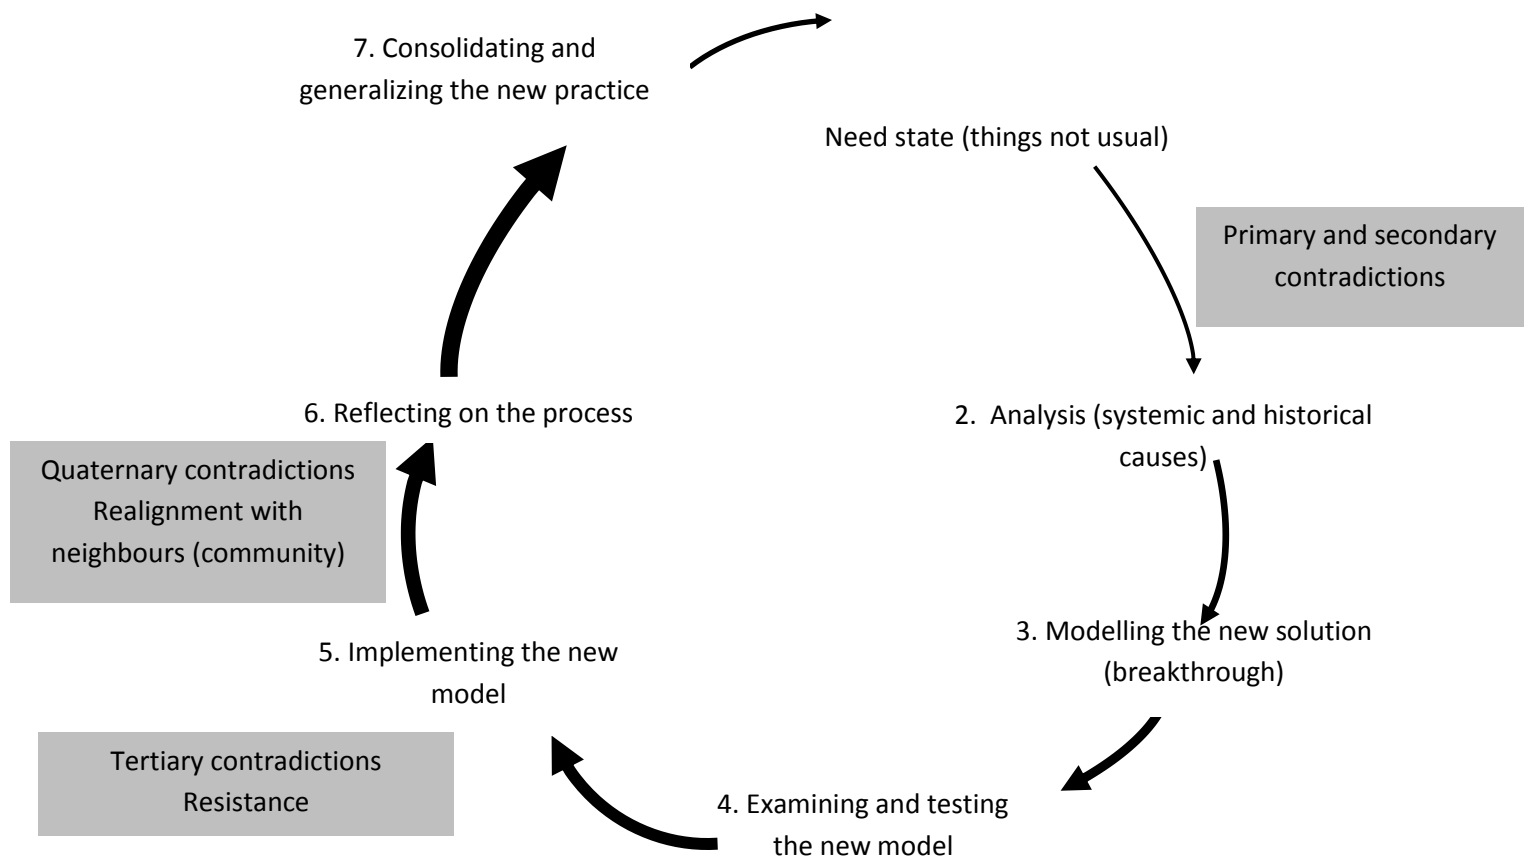 7. Consolidating and
generalizing the new practice
Need state (things not usual)
Primary and secondary
contradictions
2. Analysis (systemic and historical
causes)
3. Modelling the new solution
(breakthrough)
4. Examining and testing
the new model
5. Implementing the new
model
Tertiary contradictions
Resistance
6. Reflecting on the process
Quaternary contradictions
Realignment with
neighbours (community)